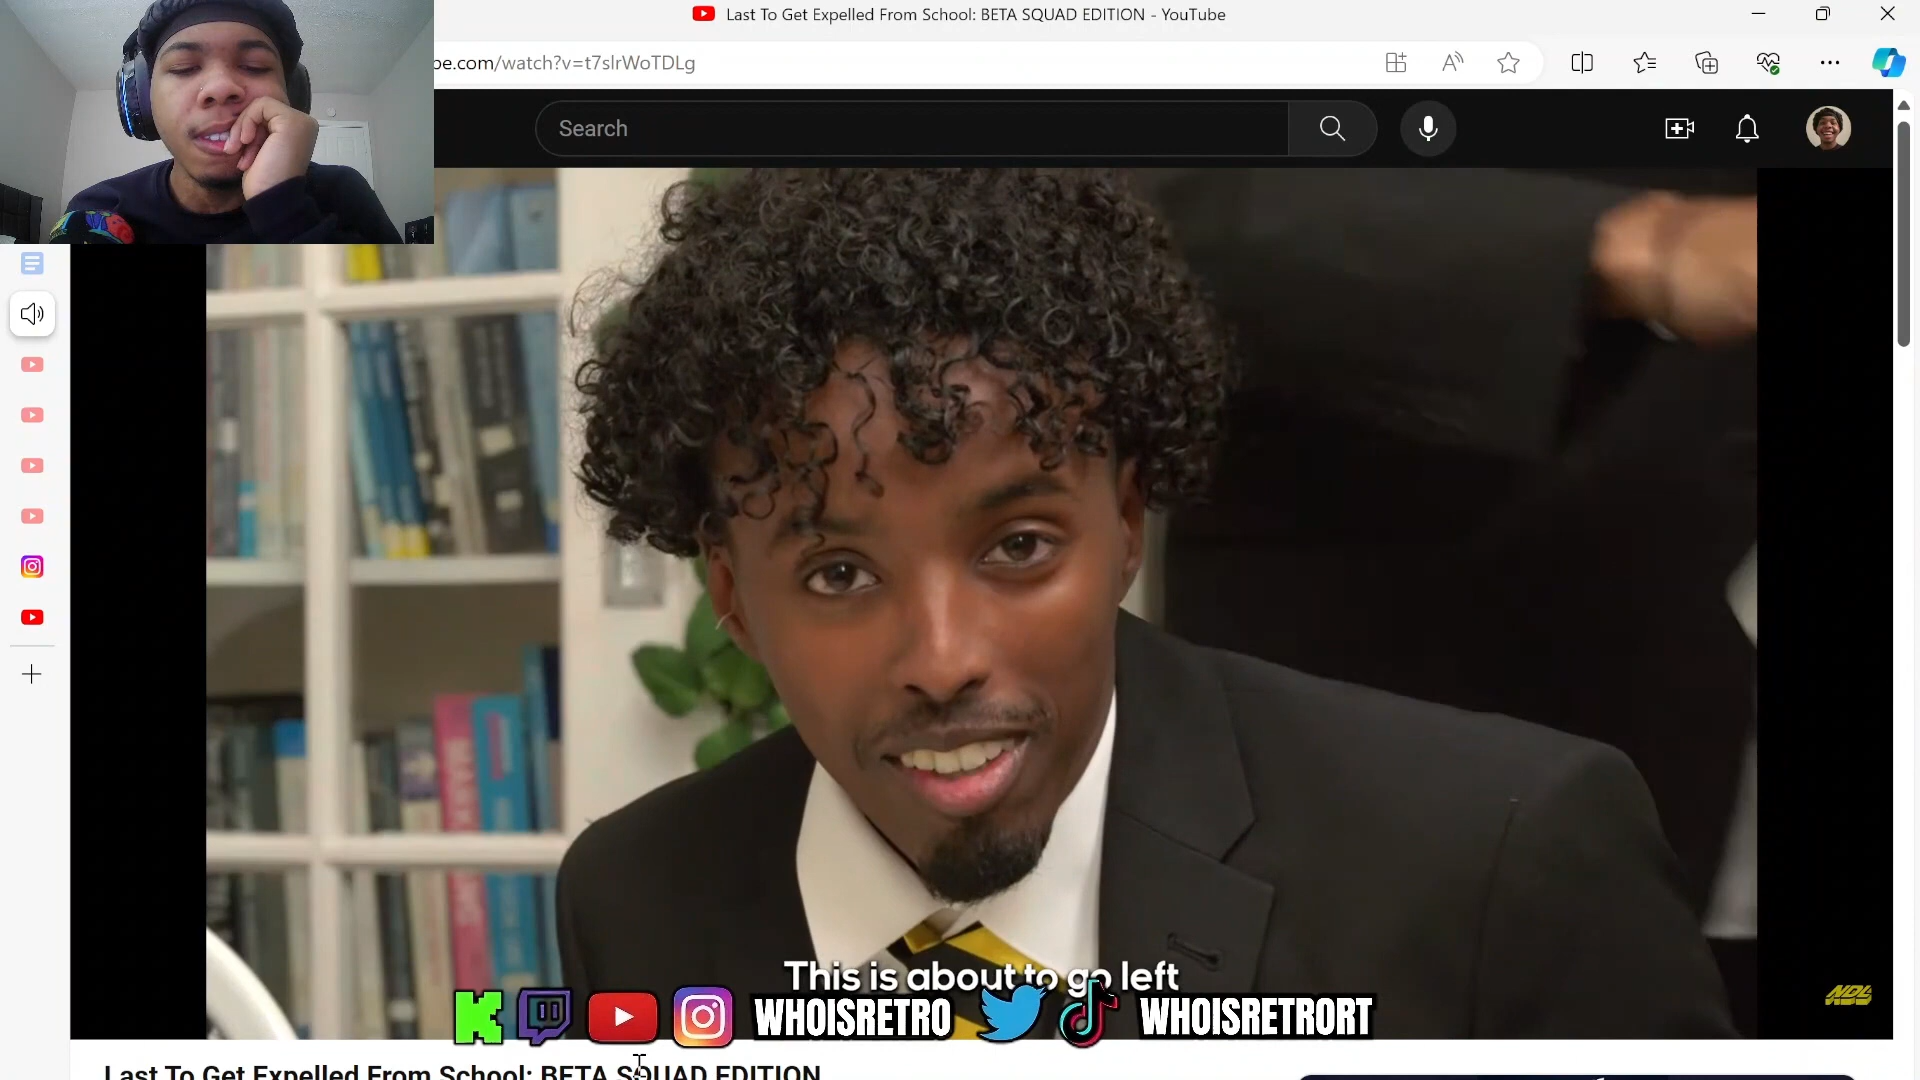 Last To Get Expelled From School: BETA SQUAD EDITION - YouTube
be.com/watch?v=t7slrWoTDLg
Search
This is about to go left
WHOISRETRO WHOISRETRORT
NDL
Last To Get Expelled From School: BETA SQUAD EDITION